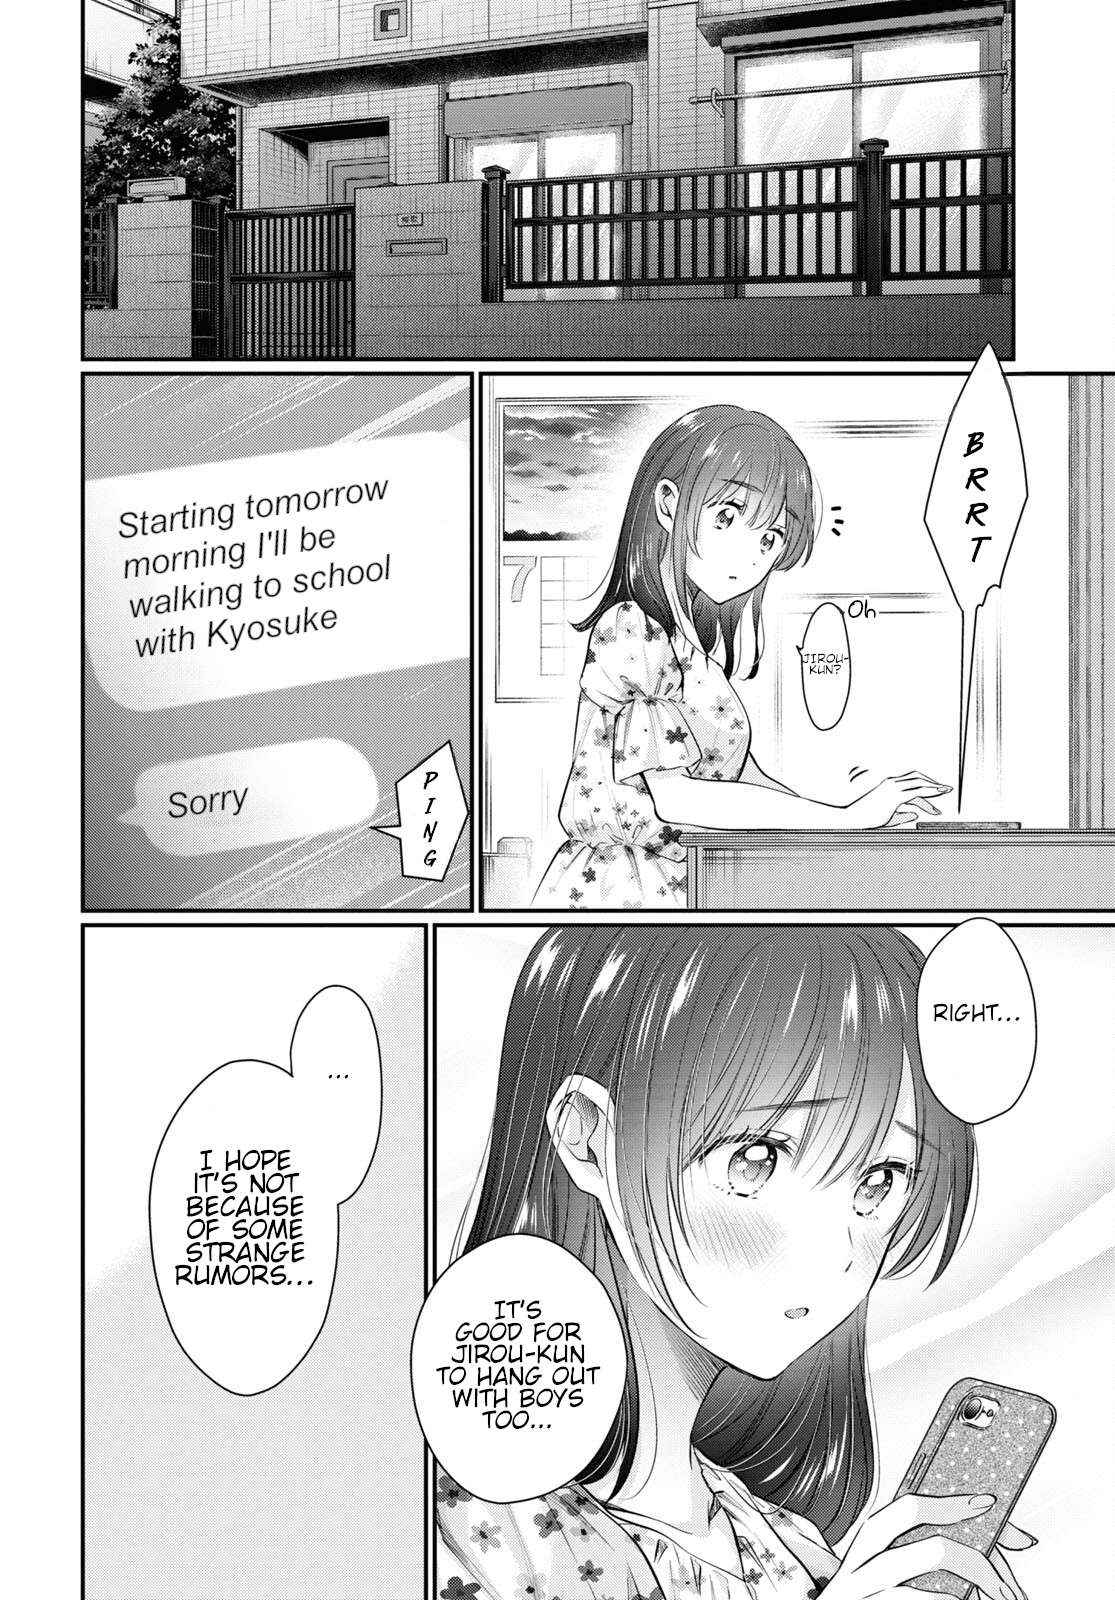 BRRT
Oh
JIROU-
KUN?
7
Starting tomorrow
morning I'll be
walking to school
with Kyosuke
Sorry
PING
RIGHT...
IT'S
GOOD FOR
JIROU-KUN
TO HANG OUT
WITH BOYS
TOO...
...
I HOPE
IT'S NOT
BECAUSE
OF SOME
STRANGE
RUMORS...